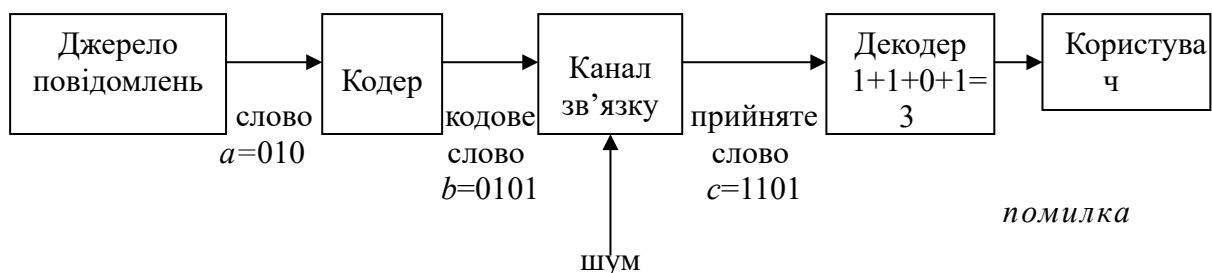 Джерело
повідомлень
слово
a=010
Кодер
кодове
слово
b=0101
Канал
зв’язку
шум
прийняте
слово
c=1101
Декодер
1+1+0+1=
3
Користува
ч
помилка